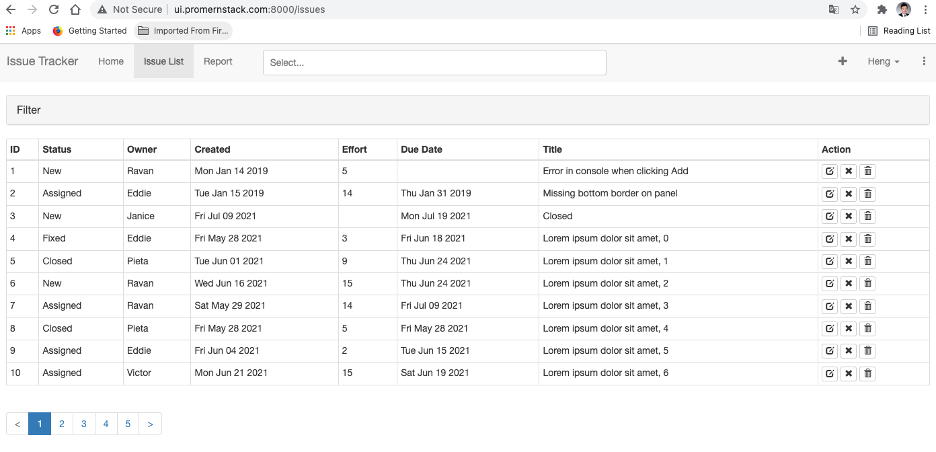 Not Secure | ui.promernstack.com:8000/issues
Apps Getting Started Imported From Fir... Reading List
Issue Tracker Home Issue List Report Select... + Heng
Filter
ID Status Owner Created Effort Due Date Title Action
1 New Ravan Mon Jan 14 2019 5 Error in console when clicking Add
2 Assigned Eddie Tue Jan 15 2019 14 Thu Jan 31 2019 Missing bottom border on panel
3 New Janice Fri Jul 09 2021 Mon Jul 19 2021 Closed
4 Fixed Eddie Fri May 28 2021 3 Fri Jun 18 2021 Lorem ipsum dolor sit amet, 0
5 Closed Pieta Tue Jun 01 2021 9 Thu Jun 24 2021 Lorem ipsum dolor sit amet, 1
6 New Ravan Wed Jun 16 2021 15 Thu Jun 24 2021 Lorem ipsum dolor sit amet, 2
7 Assigned Ravan Sat May 29 2021 14 Fri Jul 09 2021 Lorem ipsum dolor sit amet, 3
8 Closed Pieta Fri May 28 2021 5 Fri May 28 2021 Lorem ipsum dolor sit amet, 4
9 Assigned Eddie Fri Jun 04 2021 2 Tue Jun 15 2021 Lorem ipsum dolor sit amet, 5
10 Assigned Victor Mon Jun 21 2021 15 Sat Jun 19 2021 Lorem ipsum dolor sit amet, 6
< 1 2 3 4 5 >